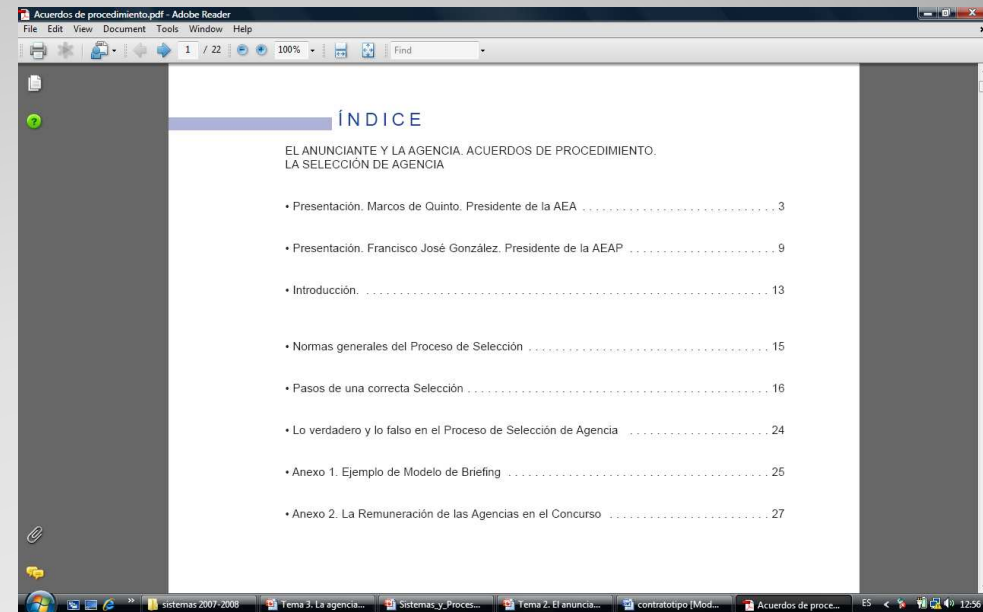 Acuerdos de procedimiento.pdf - Adobe Reader
File Edit View Document Tools Window Help
1 / 22 100% Find
ÍNDICE
EL ANUNCIANTE Y LA AGENCIA. ACUERDOS DE PROCEDIMIENTO.
LA SELECCIÓN DE AGENCIA
• Presentación. Marcos de Quinto. Presidente de la AEA . . . . . . . . . . . . . . . . . . . . . . . . . . . . 3
• Presentación. Francisco José González. Presidente de la AEAP . . . . . . . . . . . . . . . . . . . . . 9
• Introducción. . . . . . . . . . . . . . . . . . . . . . . . . . . . . . . . . . . . . . . . . . . . . . . . . . . . . . . . . . 13
• Normas generales del Proceso de Selección . . . . . . . . . . . . . . . . . . . . . . . . . . . . . . . . . . . . 15
• Pasos de una correcta Selección . . . . . . . . . . . . . . . . . . . . . . . . . . . . . . . . . . . . . . . . . . . . 16
• Lo verdadero y lo falso en el Proceso de Selección de Agencia . . . . . . . . . . . . . . . . . . . . . 24
• Anexo 1. Ejemplo de Modelo de Briefing . . . . . . . . . . . . . . . . . . . . . . . . . . . . . . . . . . . . . . 25
• Anexo 2. La Remuneración de las Agencias en el Concurso . . . . . . . . . . . . . . . . . . . . . . . . 27
sistemas 2007-2008 Tema 3. La agencia... Sistemas_y_Proces... Tema 2. El anuncia... contratotipo [Mod... Acuerdos de proce... ES 12:56